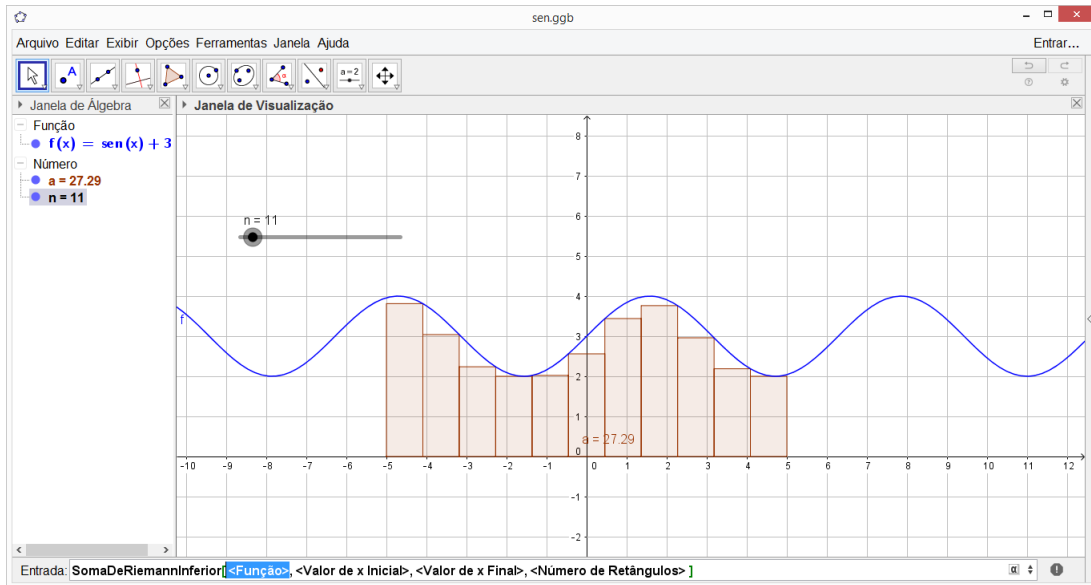 sen.ggb
Arquivo Editar Exibir Opções Ferramentas Janela Ajuda
Entrar...
A
a=2
Janela de Álgebra
Janela de Visualização
Função
f(x) = sen(x) + 3
Número
a = 27.29
n = 11
n = 11
f
a = 27.29
8
7
6
5
4
3
2
1
0
-1
-2
-10 -9 -8 -7 -6 -5 -4 -3 -2 -1 0 1 2 3 4 5 6 7 8 9 10 11 12
Entrada: SomaDeRiemannInferior[ <Função>, <Valor de x Inicial>, <Valor de x Final>, <Número de Retângulos> ]
α